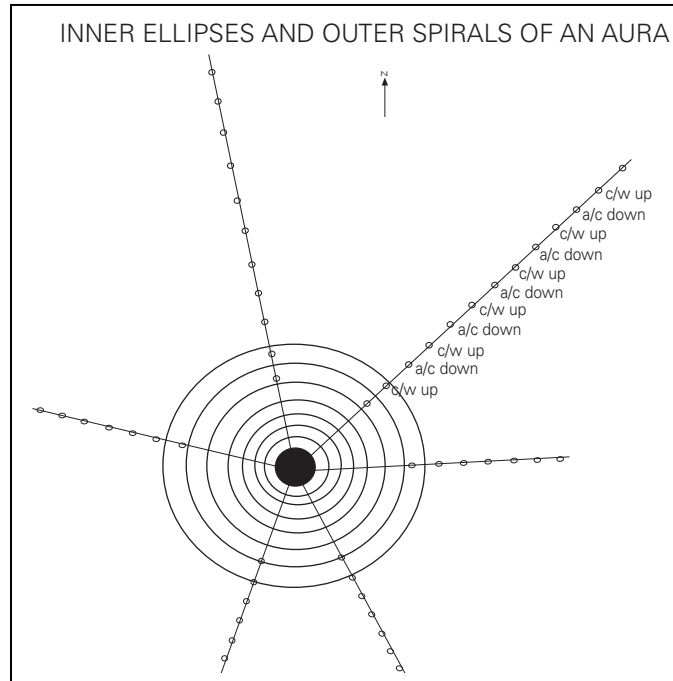 INNER ELLIPSES AND OUTER SPIRALS OF AN AURA
N
c/w up
a/c down
c/w up
a/c down
c/w up
a/c down
c/w up
a/c down
c/w up
a/c down
c/w up